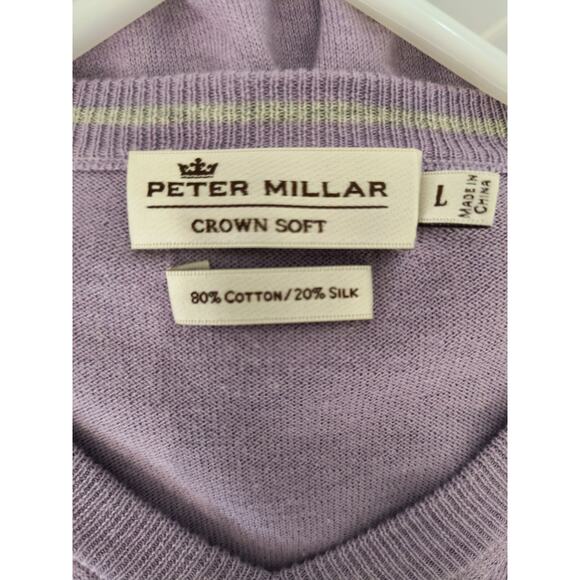 PETER MILLAR
CROWN SOFT
L
MADE IN
CHINA
80% COTTON/20% SILK